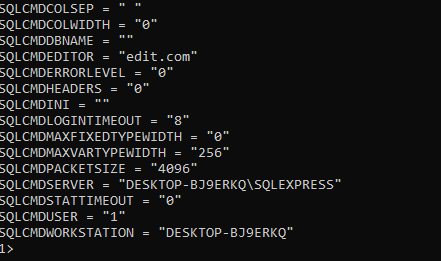 SQLCMDCOLSEP = " "
SQLCMDCOLWIDTH = "0"
SQLCMDDBNAME = ""
SQLCMDEDITOR = "edit.com"
SQLCMDERRORLEVEL = "0"
SQLCMDHEADERS = "0"
SQLCMDINI = ""
SQLCMDLOGINTIMEOUT = "8"
SQLCMDMAXFIXEDTYPEWIDTH = "0"
SQLCMDMAXVARTYPEWIDTH = "256"
SQLCMDPACKETSIZE = "4096"
SQLCMDSERVER = "DESKTOP-BJ9ERKQ\SQLEXPRESS"
SQLCMDSTATTIMEOUT = "0"
SQLCMDUSER = "1"
SQLCMDWORKSTATION = "DESKTOP-BJ9ERKQ"
1>